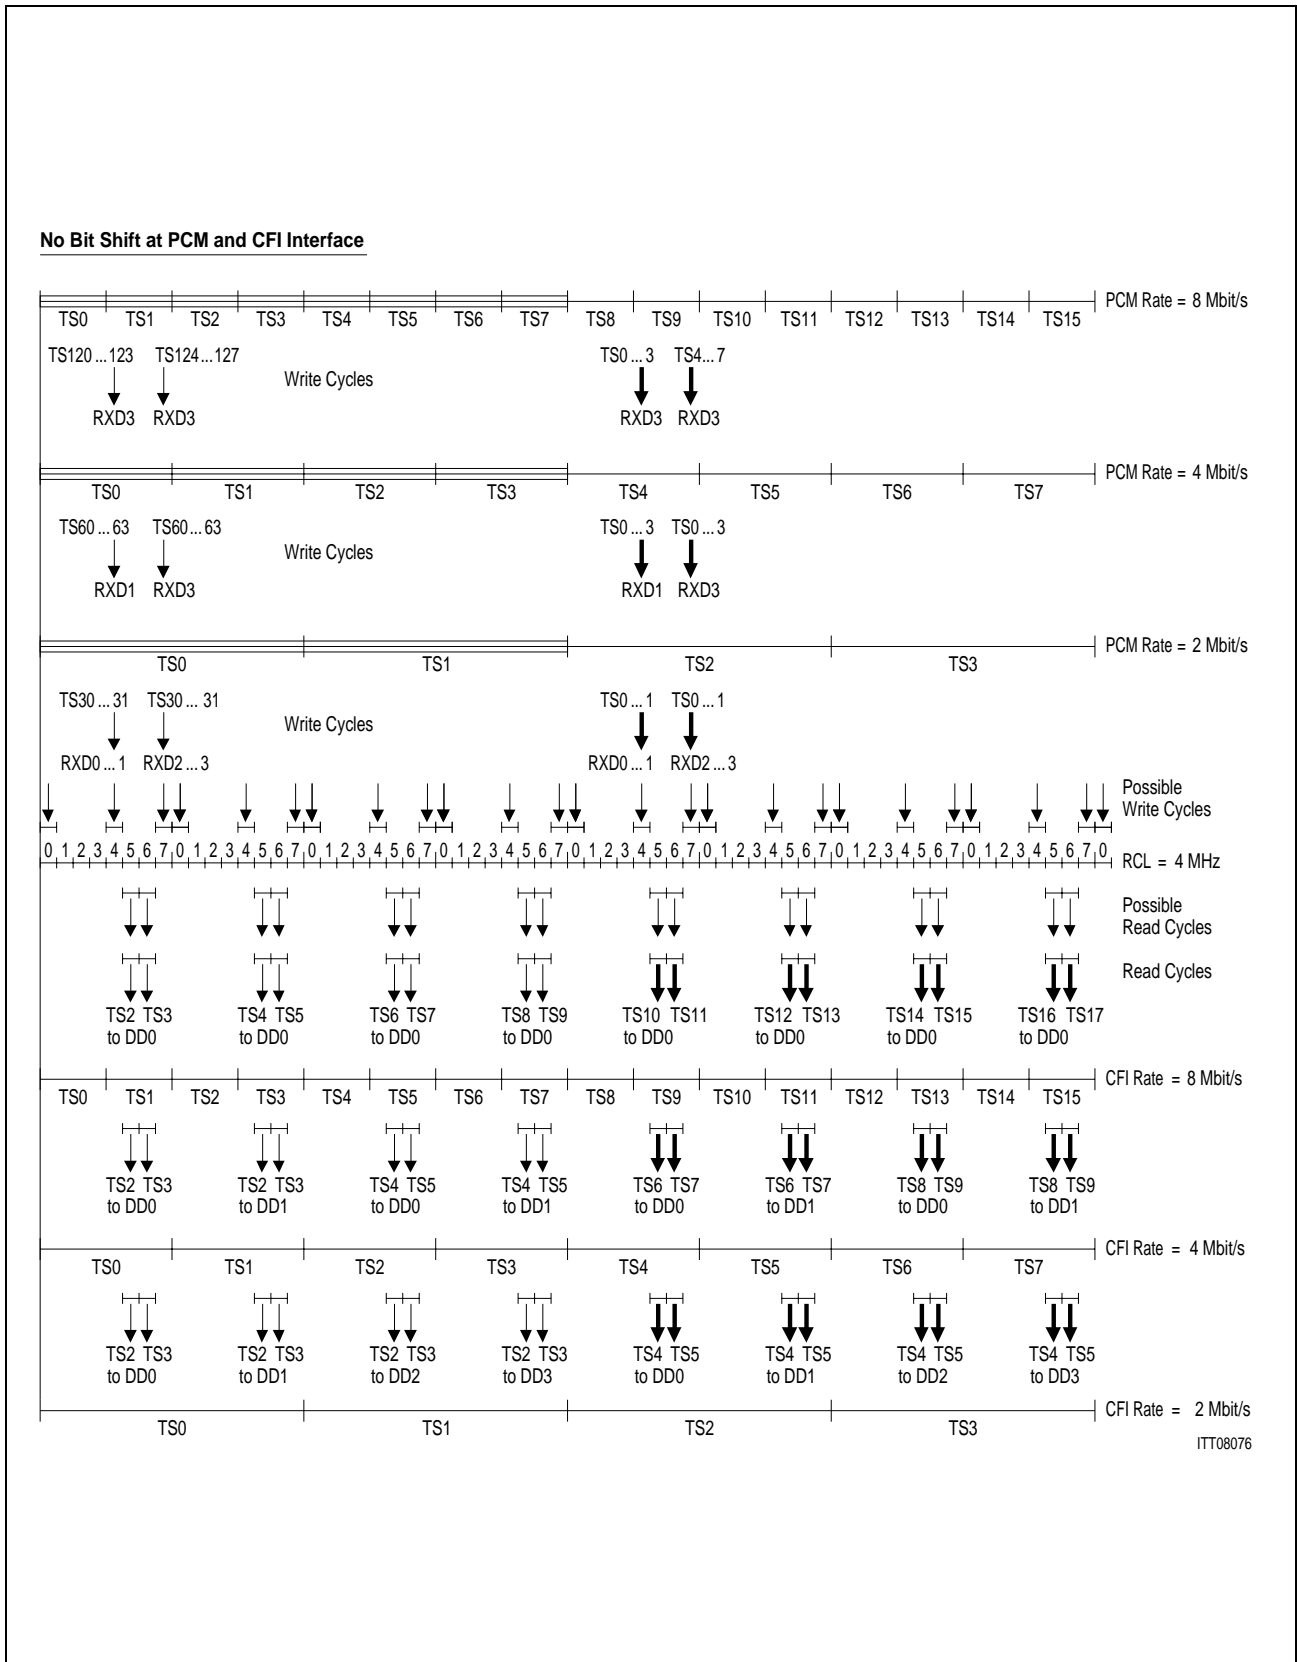 No Bit Shift at PCM and CFI Interface
PCM Rate = 8 Mbit/s
TS0 TS1 TS2 TS3 TS4 TS5 TS6 TS7 TS8 TS9 TS10 TS11 TS12 TS13 TS14 TS15
TS120 ... 123 TS124 ... 127 TS0 ... 3 TS4 ... 7
Write Cycles
RXD3 RXD3 RXD3 RXD3
PCM Rate = 4 Mbit/s
TS0 TS1 TS2 TS3 TS4 TS5 TS6 TS7
TS60 ... 63 TS60 ... 63 TS0 ... 3 TS0 ... 3
Write Cycles
RXD1 RXD3 RXD1 RXD3
PCM Rate = 2 Mbit/s
TS0 TS1 TS2 TS3
TS30 ... 31 TS30 ... 31 TS0 ... 1 TS0 ... 1
Write Cycles
RXD0 ... 1 RXD2 ... 3 RXD0 ... 1 RXD2 ... 3
Possible
Write Cycles
0 1 2 3 4 5 6 7 0 1 2 3 4 5 6 7 0 1 2 3 4 5 6 7 0 1 2 3 4 5 6 7 0 1 2 3 4 5 6 7 0 1 2 3 4 5 6 7 0 1 2 3 4 5 6 7 0 1 2 3 4 5 6 7 0 RCL = 4 MHz
Possible
Read Cycles
Read Cycles
TS2 TS3 TS4 TS5 TS6 TS7 TS8 TS9 TS10 TS11 TS12 TS13 TS14 TS15 TS16 TS17
to DD0 to DD0 to DD0 to DD0 to DD0 to DD0 to DD0 to DD0
CFI Rate = 8 Mbit/s
TS0 TS1 TS2 TS3 TS4 TS5 TS6 TS7 TS8 TS9 TS10 TS11 TS12 TS13 TS14 TS15
TS2 TS3 TS2 TS3 TS4 TS5 TS4 TS5 TS6 TS7 TS6 TS7 TS8 TS9 TS8 TS9
to DD0 to DD1 to DD0 to DD1 to DD0 to DD1 to DD0 to DD1
CFI Rate = 4 Mbit/s
TS0 TS1 TS2 TS3 TS4 TS5 TS6 TS7
TS2 TS3 TS2 TS3 TS2 TS3 TS2 TS3 TS4 TS5 TS4 TS5 TS4 TS5 TS4 TS5
to DD0 to DD1 to DD2 to DD3 to DD0 to DD1 to DD2 to DD3
CFI Rate = 2 Mbit/s
TS0 TS1 TS2 TS3
ITT08076